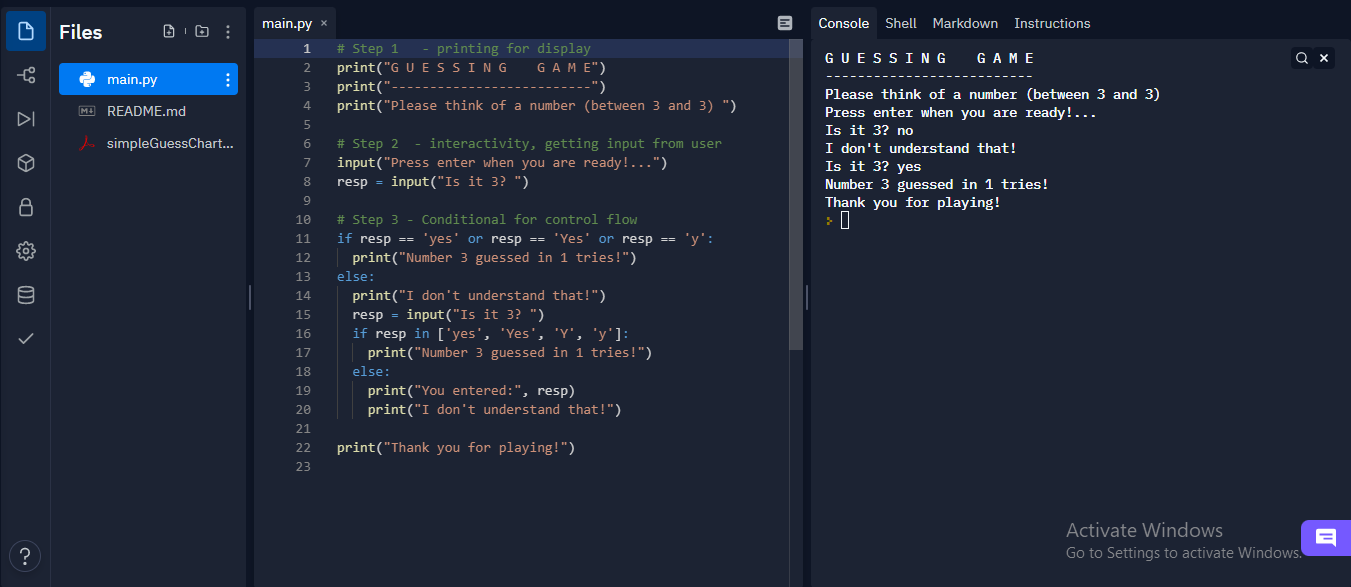 Files
main.py
README.md
simpleGuessChart...
?
main.py ×
1 # Step 1   - printing for display
2 print("G U E S S I N G    G A M E")
3 print("--------------------------")
4 print("Please think of a number (between 3 and 3) ")
5
6 # Step 2  - interactivity, getting input from user
7 input("Press enter when you are ready!...")
8 resp = input("Is it 3? ")
9
10 # Step 3 - Conditional for control flow
11 if resp == 'yes' or resp == 'Yes' or resp == 'y':
12   print("Number 3 guessed in 1 tries!")
13 else:
14   print("I don't understand that!")
15   resp = input("Is it 3? ")
16   if resp in ['yes', 'Yes', 'Y', 'y']:
17     print("Number 3 guessed in 1 tries!")
18   else:
19     print("You entered:", resp)
20     print("I don't understand that!")
21
22 print("Thank you for playing!")
23
Console Shell Markdown Instructions
G U E S S I N G    G A M E
--------------------------
Please think of a number (between 3 and 3)
Press enter when you are ready!...
Is it 3? no
I don't understand that!
Is it 3? yes
Number 3 guessed in 1 tries!
Thank you for playing!
Activate Windows
Go to Settings to activate Windows.